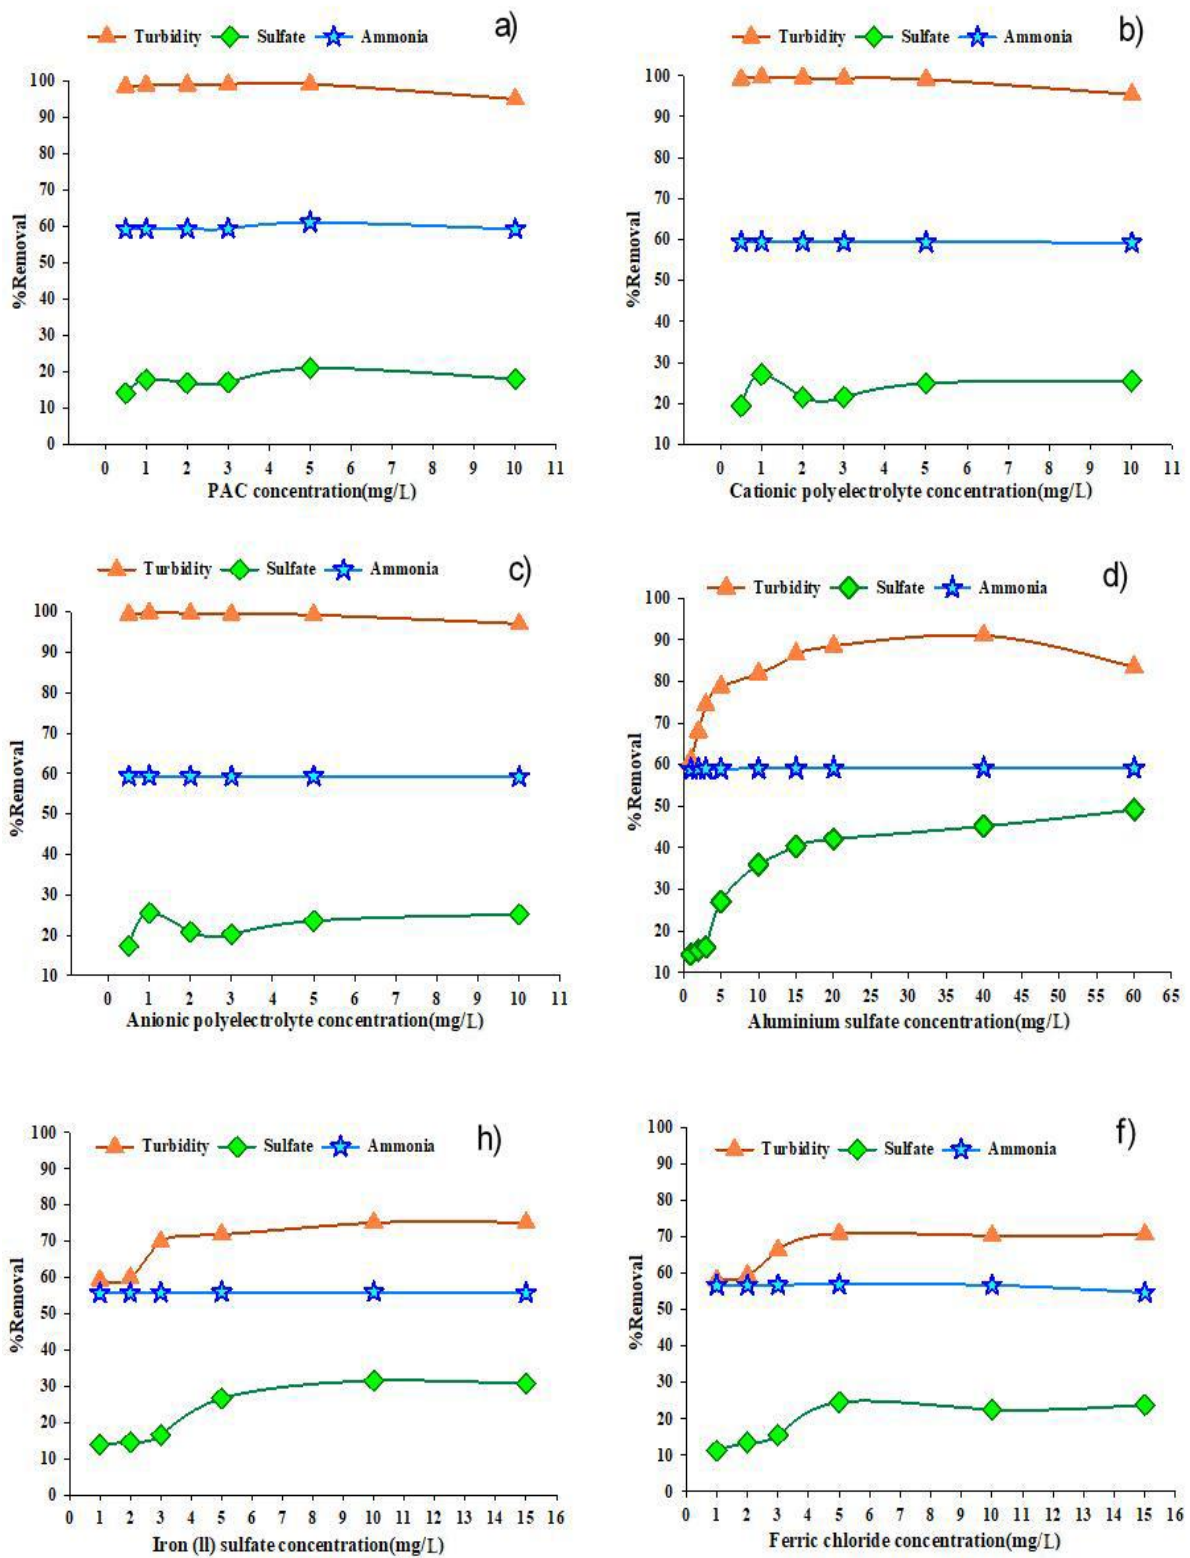 a)
Turbidity Sulfate Ammonia
100
90
80
70
60
50
40
30
20
10
0
%Removal
0 1 2 3 4 5 6 7 8 9 10 11
PAC concentration(mg/L)
b)
Turbidity Sulfate Ammonia
100
90
80
70
60
50
40
30
20
10
%Removal
0 1 2 3 4 5 6 7 8 9 10 11
Cationic polyelectrolyte concentration(mg/L)
c)
Turbidity Sulfate Ammonia
100
90
80
70
60
50
40
30
20
10
%Removal
0 1 2 3 4 5 6 7 8 9 10 11
Anionic polyelectrolyte concentration(mg/L)
d)
Turbidity Sulfate Ammonia
100
90
80
70
60
50
40
30
20
10
%Removal
0 5 10 15 20 25 30 35 40 45 50 55 60 65
Aluminium sulfate concentration(mg/L)
h)
Turbidity Sulfate Ammonia
100
90
80
70
60
50
40
30
20
10
0
%Removal
0 1 2 3 4 5 6 7 8 9 10 11 12 13 14 15 16
Iron (ll) sulfate concentration(mg/L)
f)
Turbidity Sulfate Ammonia
100
90
80
70
60
50
40
30
20
10
0
%Removal
0 1 2 3 4 5 6 7 8 9 10 11 12 13 14 15 16
Ferric chloride concentration(mg/L)